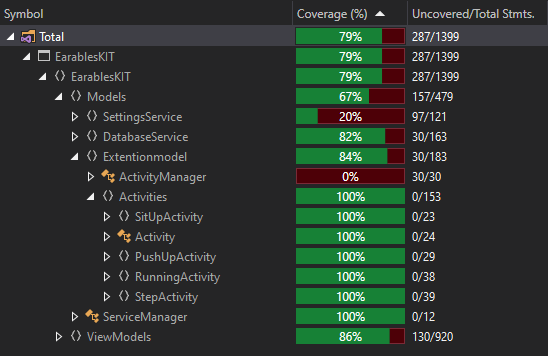 Symbol Coverage (%) Uncovered/Total Stmts.
Total 79% 287/1399
EarablesKIT 79% 287/1399
EarablesKIT 79% 287/1399
Models 67% 157/479
SettingsService 20% 97/121
DatabaseService 82% 30/163
Extentionmodel 84% 30/183
ActivityManager 0% 30/30
Activities 100% 0/153
SitUpActivity 100% 0/23
Activity 100% 0/24
PushUpActivity 100% 0/29
RunningActivity 100% 0/38
StepActivity 100% 0/39
ServiceManager 100% 0/12
ViewModels 86% 130/920